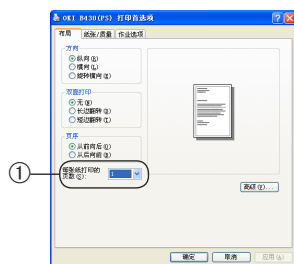 OKI B430(PS) 打印首选项
布局 纸张/质量 作业选项
方向
纵向(R)
横向(L)
旋转横向(I)
双面打印
无(N)
长边翻转(O)
短边翻转(T)
页序
从前向后(O)
从后向前(B)
每张纸打印的
页数(S): 1
①
高级(V)...
确定 取消 应用(A)